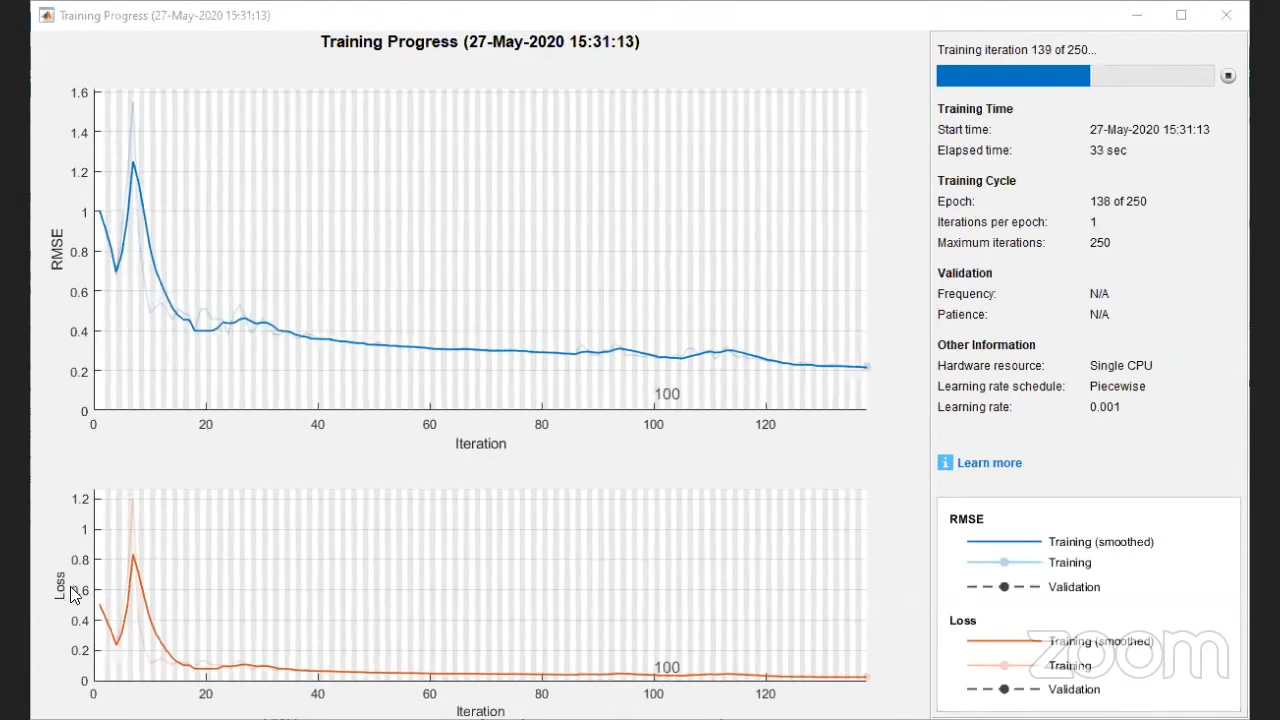 Training Progress (27-May-2020 15:31:13)
Training Progress (27-May-2020 15:31:13)
1.6
1.4
1.2
1
0.8
0.6
0.4
0.2
0
RMSE
100
0 20 40 60 80 100 120
Iteration
1.2
1
0.8
0.6
0.4
0.2
0
Loss
100
0 20 40 60 80 100 120
Iteration
Training iteration 139 of 250...
Training Time
Start time: 27-May-2020 15:31:13
Elapsed time: 33 sec
Training Cycle
Epoch: 138 of 250
Iterations per epoch: 1
Maximum iterations: 250
Validation
Frequency: N/A
Patience: N/A
Other Information
Hardware resource: Single CPU
Learning rate schedule: Piecewise
Learning rate: 0.001
i Learn more
RMSE
Training (smoothed)
Training
Validation
Loss
Training (smoothed)
Training
Validation
zoom